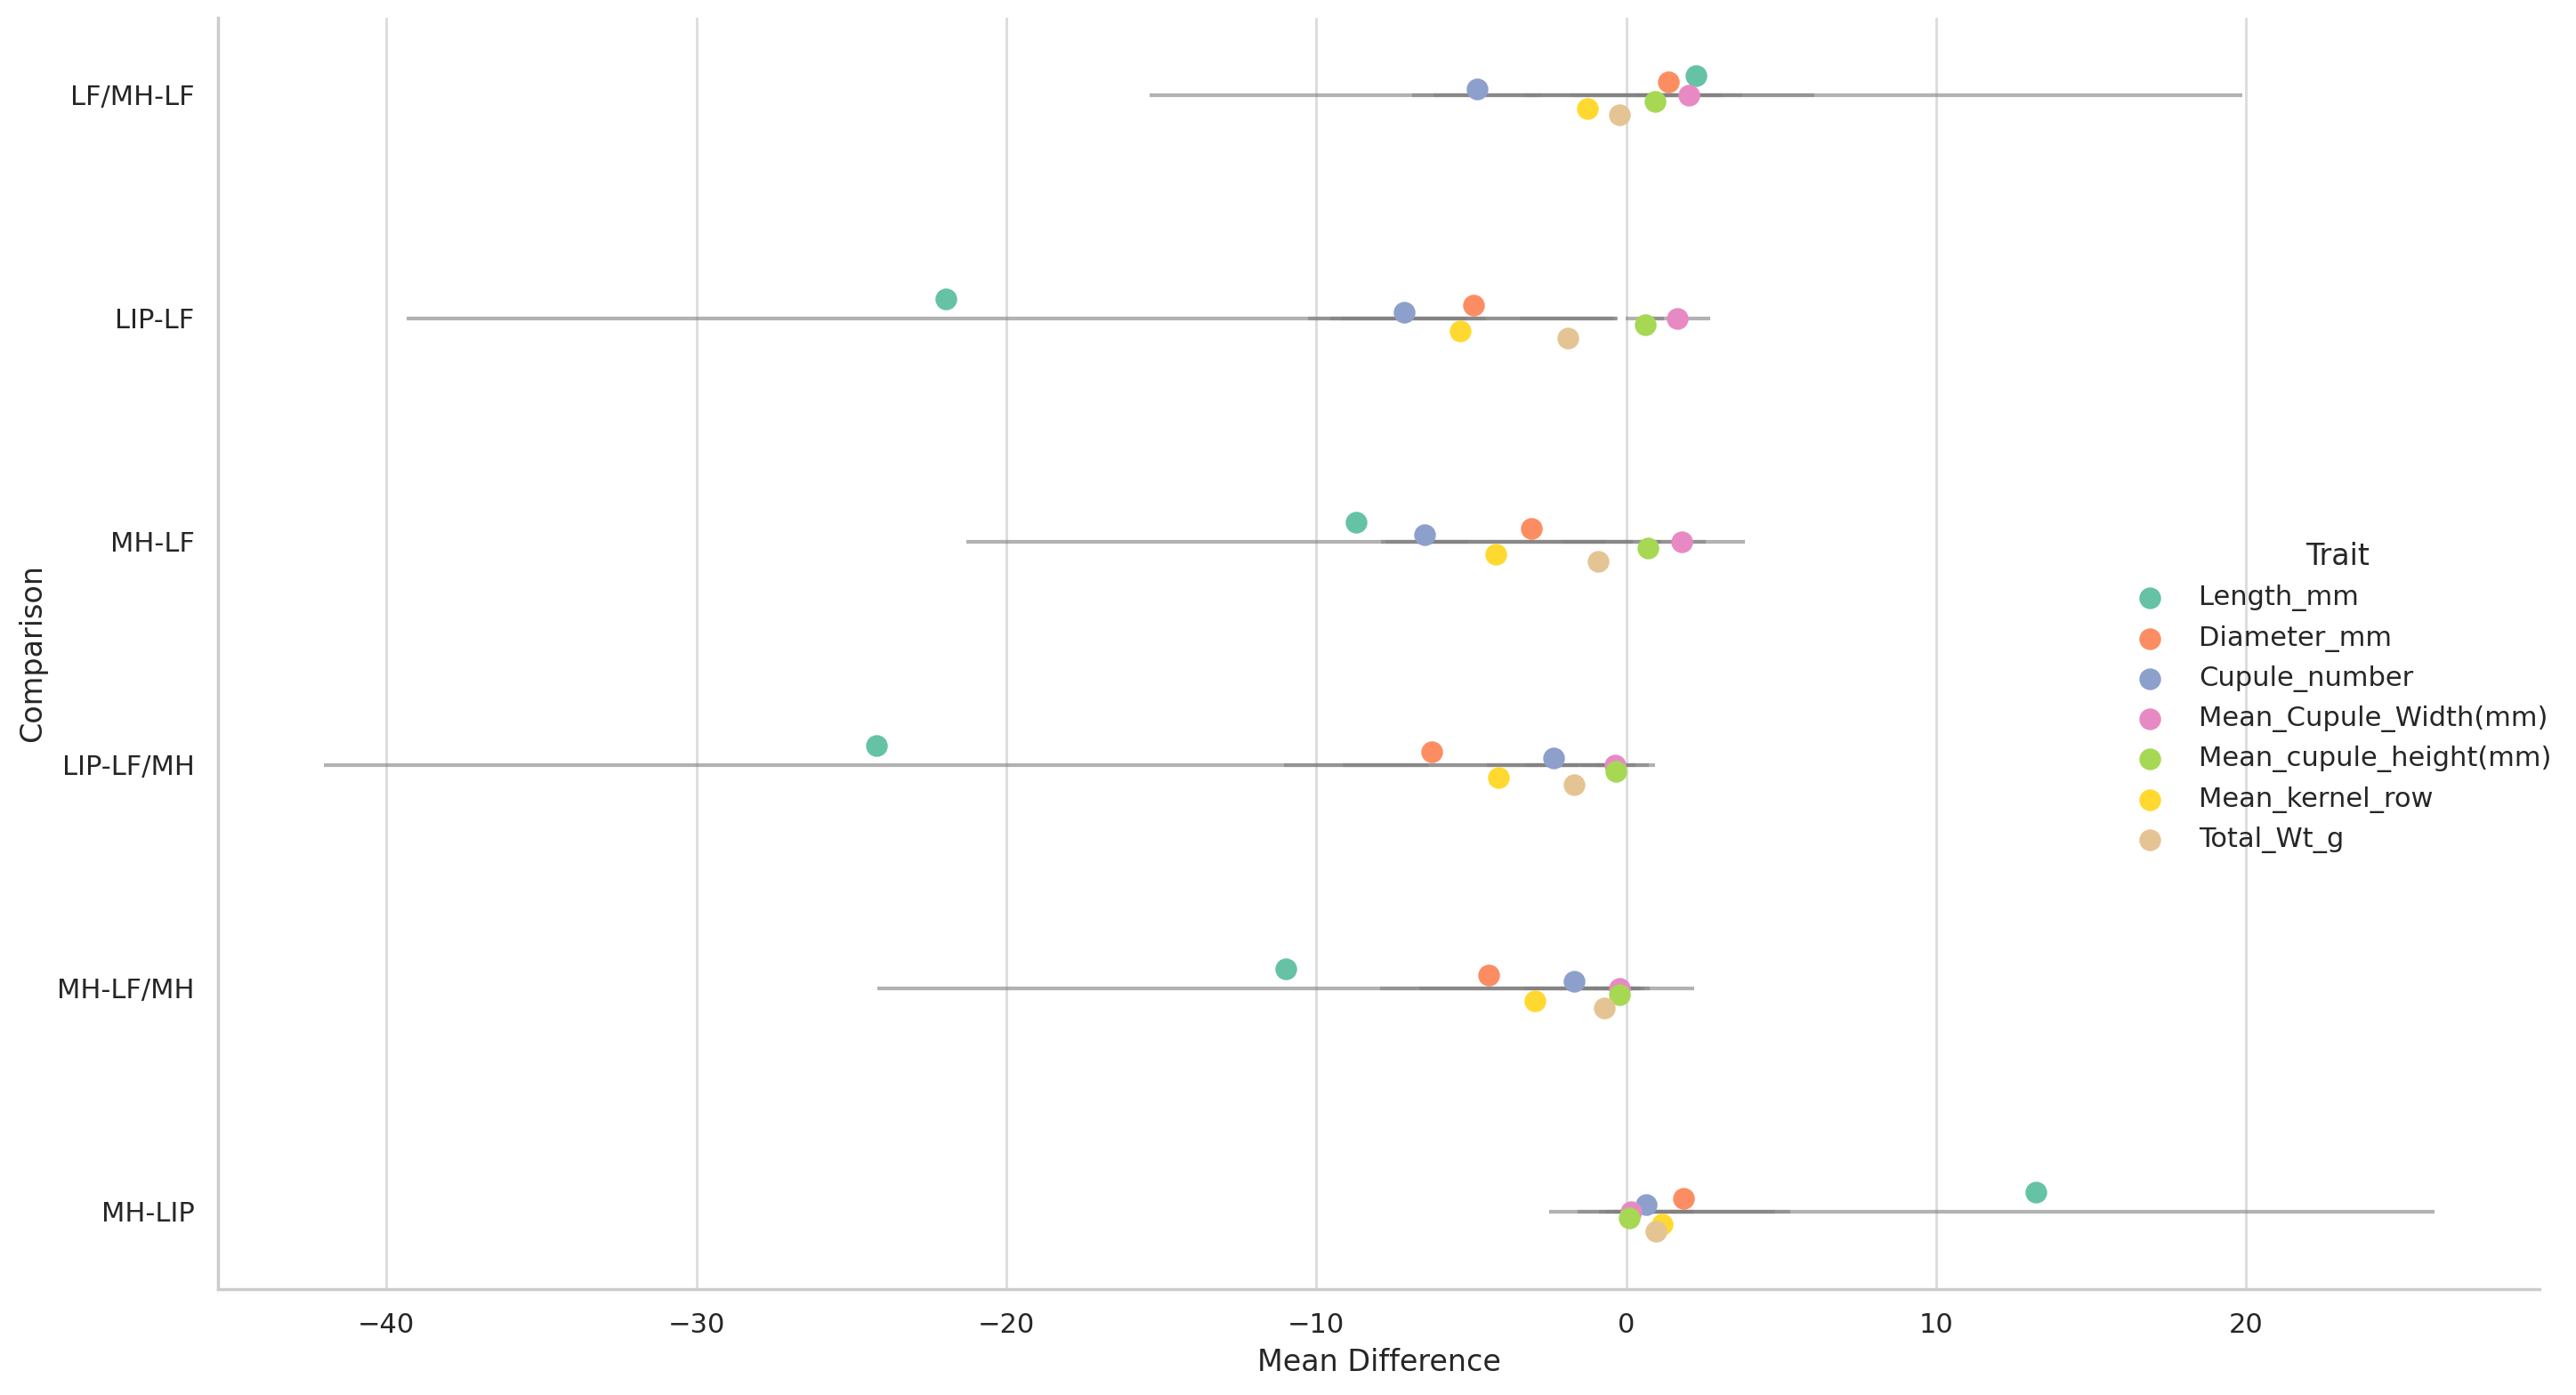 LF/MH-LF
LIP-LF
MH-LF
LIP-LF/MH
MH-LF/MH
MH-LIP
Comparison
−40
−30
−20
−10
0
10
20
Mean Difference
Trait
Length_mm
Diameter_mm
Cupule_number
Mean_Cupule_Width(mm)
Mean_cupule_height(mm)
Mean_kernel_row
Total_Wt_g